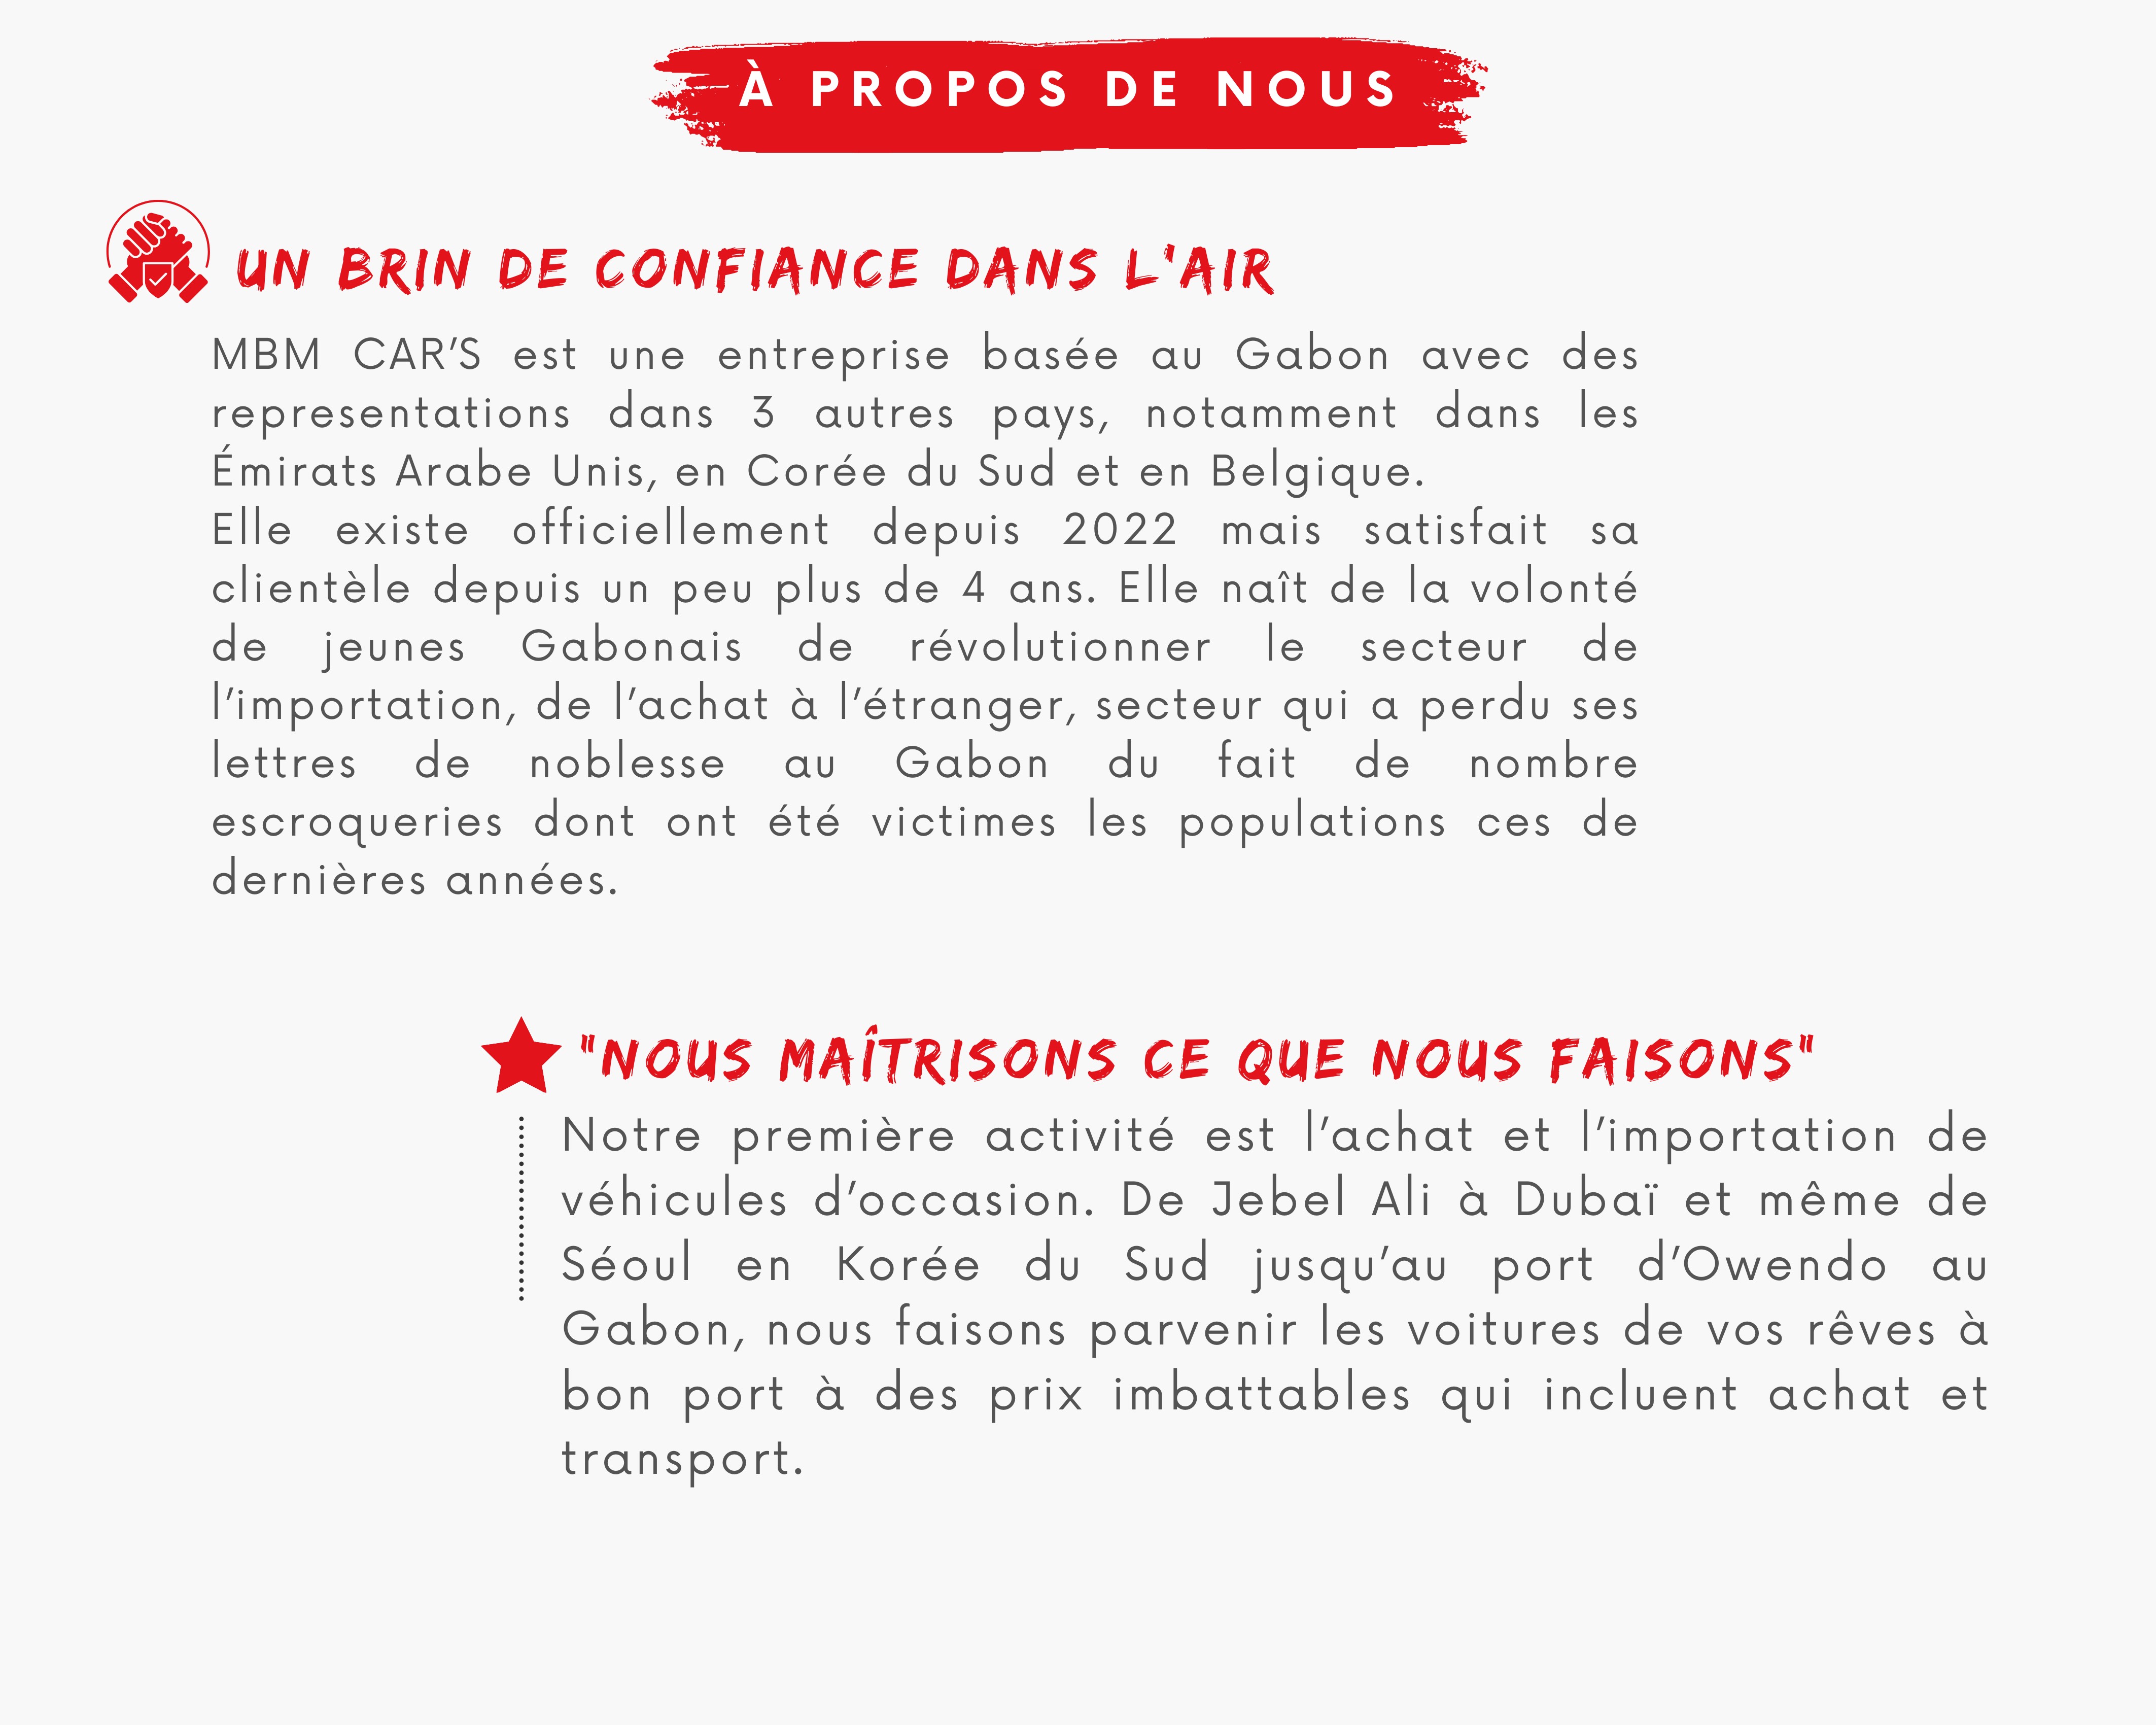 À PROPOS DE NOUS
UN BRIN DE CONFIANCE DANS L'AIR
MBM CAR'S est une entreprise basée au Gabon avec des
representations dans 3 autres pays, notamment dans les
Émirats Arabe Unis, en Corée du Sud et en Belgique.
Elle existe officiellement depuis 2022 mais satisfait sa
clientèle depuis un peu plus de 4 ans. Elle naît de la volonté
de jeunes Gabonais de révolutionner le secteur de
l'importation, de l'achat à l'étranger, secteur qui a perdu ses
lettres de noblesse au Gabon du fait de nombre
escroqueries dont ont été victimes les populations ces de
dernières années.
"NOUS MAÎTRISONS CE QUE NOUS FAISONS"
Notre première activité est l'achat et l'importation de
véhicules d'occasion. De Jebel Ali à Dubaï et même de
Séoul en Korée du Sud jusqu'au port d'Owendo au
Gabon, nous faisons parvenir les voitures de vos rêves à
bon port à des prix imbattables qui incluent achat et
transport.